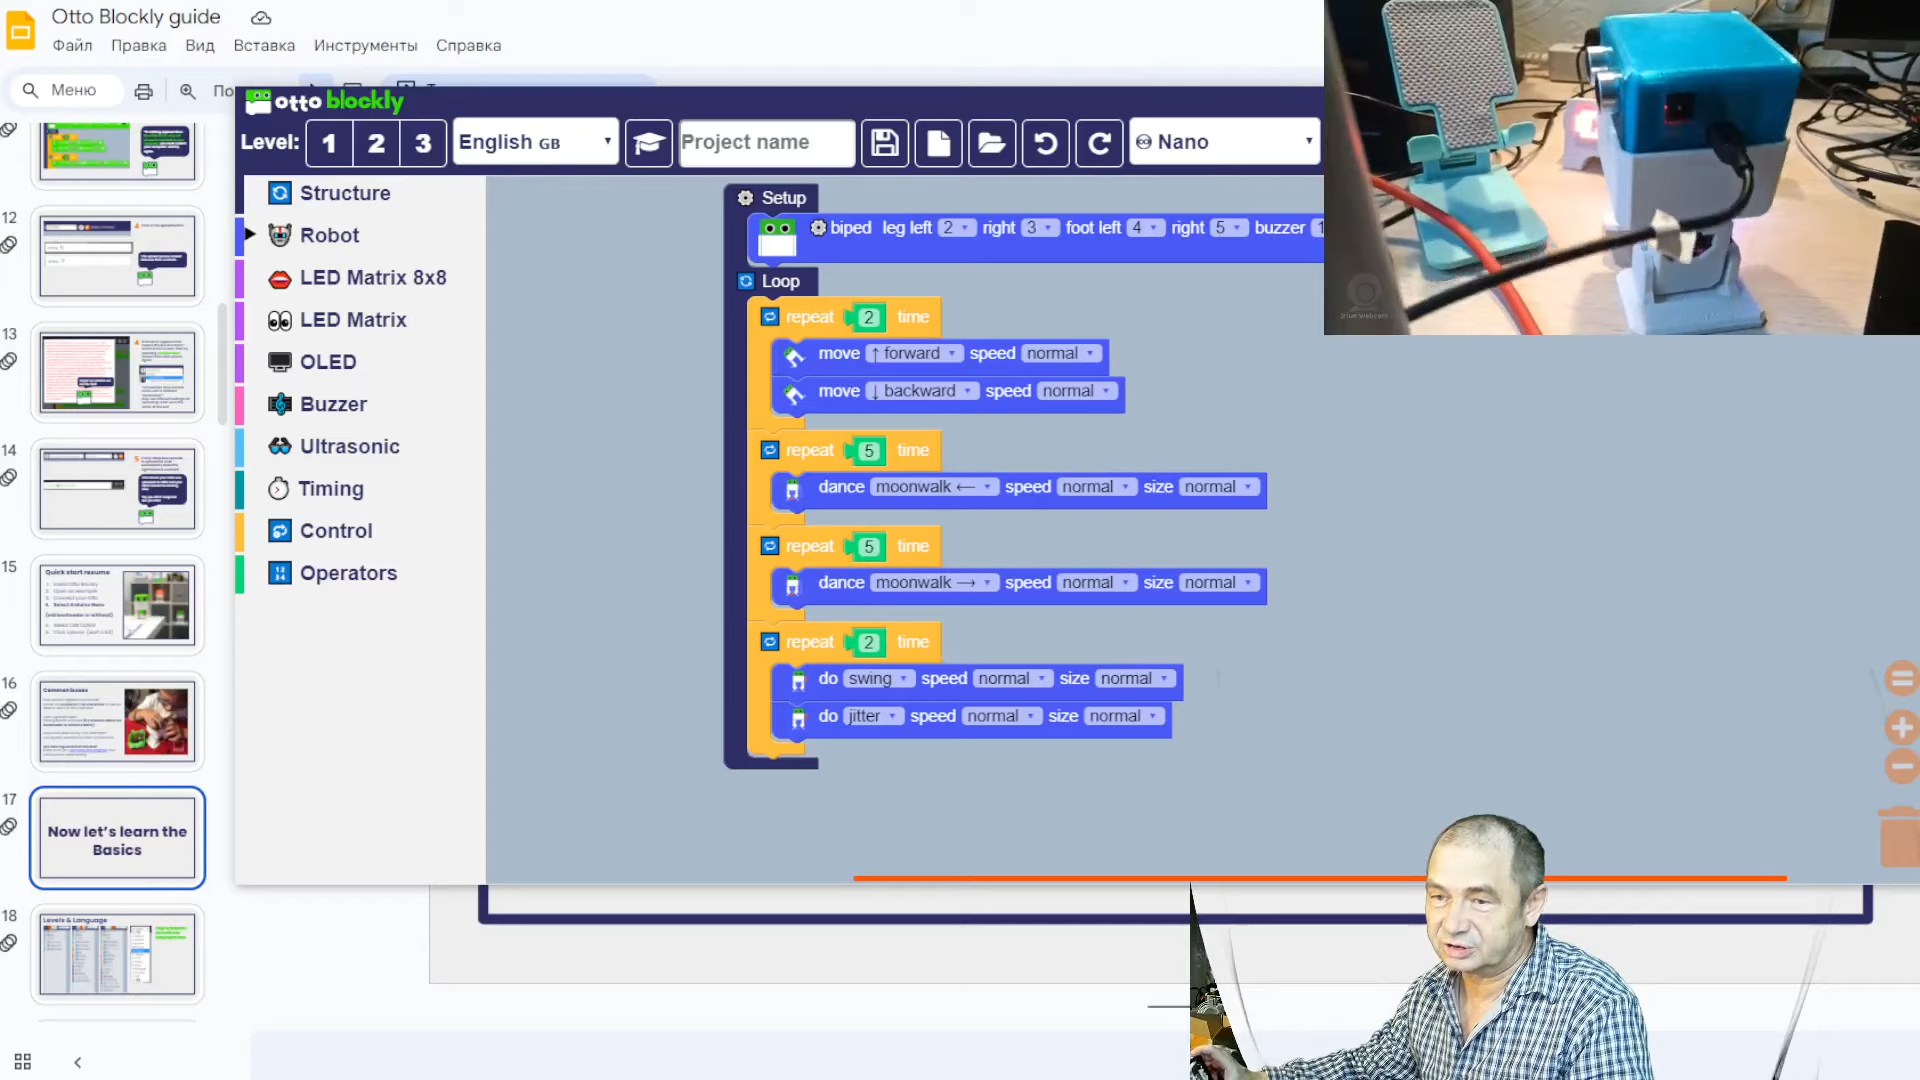 Otto Blockly guide
Файл Правка Вид Вставка Инструменты Справка
Меню
По
otto blockly
Level: 1 2 3 English GB Project name Nano
Structure
Robot
LED Matrix 8x8
LED Matrix
OLED
Buzzer
Ultrasonic
Timing
Control
Operators
Setup
biped leg left 2 right 3 foot left 4 right 5 buzzer 1
Loop
repeat 2 time
move ↑ forward speed normal
move ↓ backward speed normal
repeat 5 time
dance moonwalk ← speed normal size normal
repeat 5 time
dance moonwalk → speed normal size normal
repeat 2 time
do swing speed normal size normal
do jitter speed normal size normal
12
13
14
15
Quick start resume
16
Common issues
17
Now let's learn the
Basics
18
Levels & Language